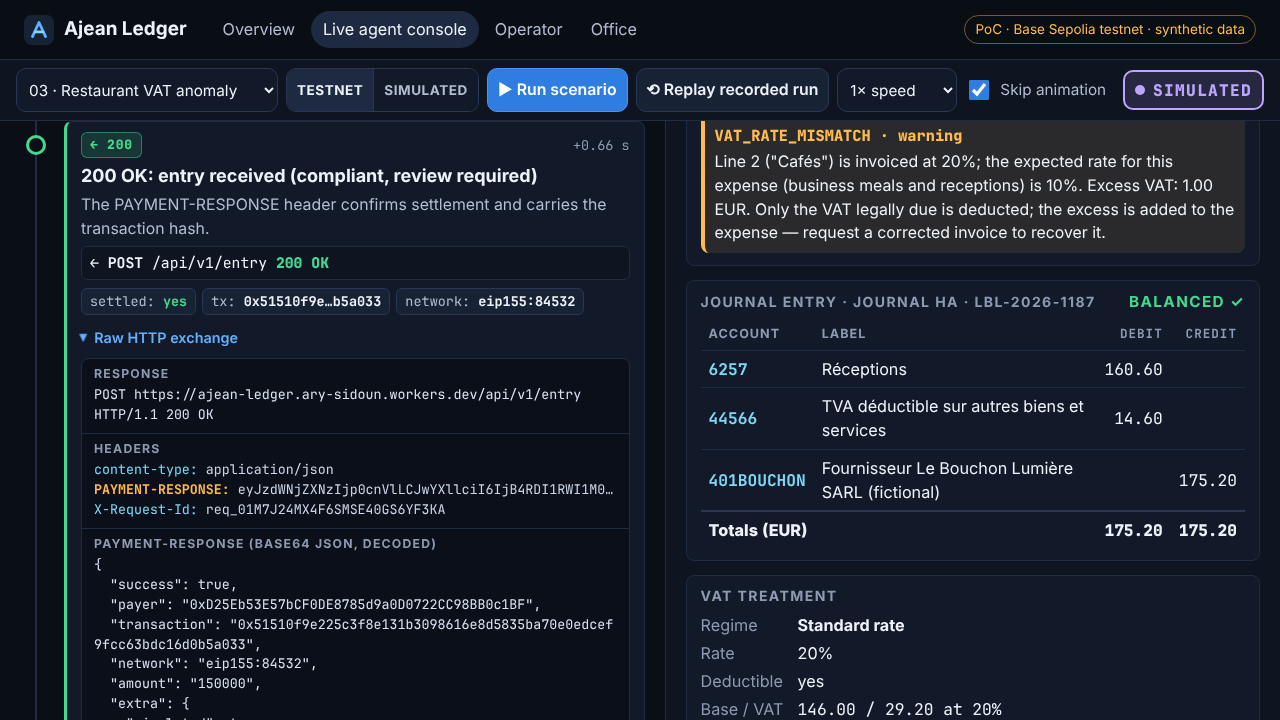 Ajean Ledger
Overview
Live agent console
Operator
Office
PoC · Base Sepolia testnet · synthetic data
03 · Restaurant VAT anomaly
TESTNET
SIMULATED
▶ Run scenario
⟲ Replay recorded run
1× speed
Skip animation
SIMULATED
← 200
+0.66 s
200 OK: entry received (compliant, review required)
The PAYMENT-RESPONSE header confirms settlement and carries the
transaction hash.
← POST /api/v1/entry 200 OK
settled: yes
tx: 0x51510f9e…b5a033
network: eip155:84532
▼ Raw HTTP exchange
RESPONSE
POST https://ajean-ledger.ary-sidoun.workers.dev/api/v1/entry
HTTP/1.1 200 OK
HEADERS
content-type: application/json
PAYMENT-RESPONSE: eyJzdWNjZXNzIjp0cnVlLCJwYXllciI6IjB4RDI1RWI1M0…
X-Request-Id: req_01M7J24MX4F6SMSE40GS6YF3KA
PAYMENT-RESPONSE (BASE64 JSON, DECODED)
{
"success": true,
"payer": "0xD25Eb53E57bCF0DE8785d9a0D0722CC98BB0c1BF",
"transaction": "0x51510f9e225c3f8e131b3098616e8d5835ba70e0edcef
9fcc63bdc16d0b5a033",
"network": "eip155:84532",
"amount": "150000",
"extra": {
VAT_RATE_MISMATCH · warning
Line 2 ("Cafés") is invoiced at 20%; the expected rate for this
expense (business meals and receptions) is 10%. Excess VAT: 1.00
EUR. Only the VAT legally due is deducted; the excess is added to the
expense — request a corrected invoice to recover it.
JOURNAL ENTRY · JOURNAL HA · LBL-2026-1187
BALANCED ✓
ACCOUNT LABEL DEBIT CREDIT
6257 Réceptions 160.60
44566 TVA déductible sur autres biens et
services 14.60
401BOUCHON Fournisseur Le Bouchon Lumière
SARL (fictional) 175.20
Totals (EUR) 175.20 175.20
VAT TREATMENT
Regime Standard rate
Rate 20%
Deductible yes
Base / VAT 146.00 / 29.20 at 20%